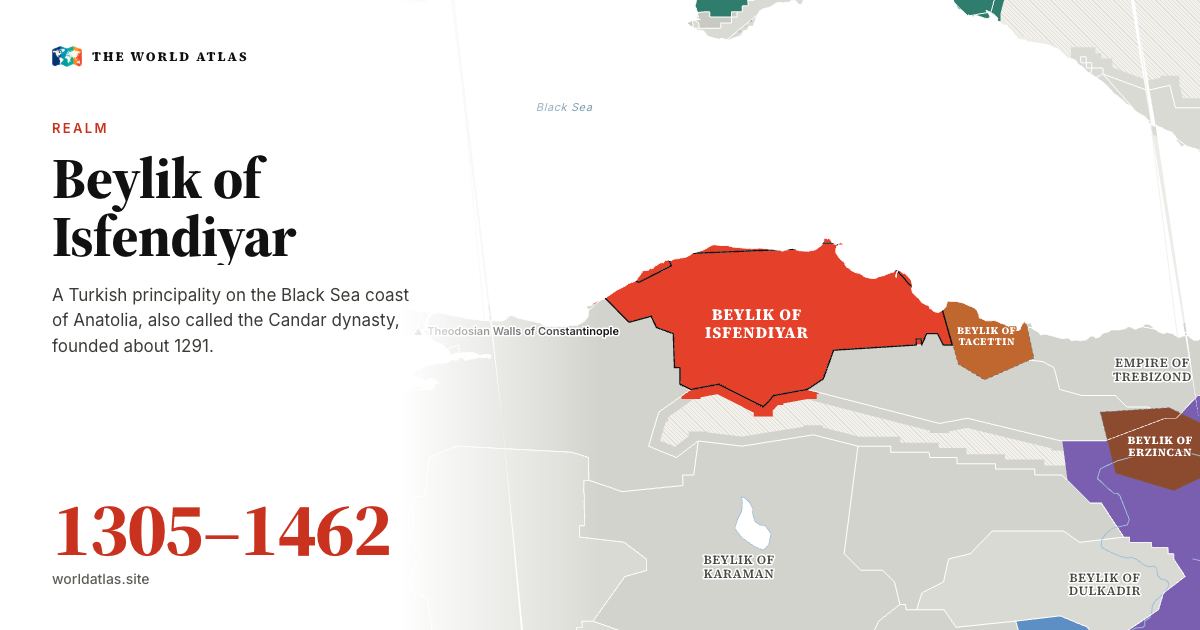 THE WORLD ATLAS
REALM
Beylik of
Isfendiyar
A Turkish principality on the Black Sea coast
of Anatolia, also called the Candar dynasty,
founded about 1291.
1305–1462
worldatlas.site
Black Sea
Theodosian Walls of Constantinople
BEYLIK OF
ISFENDIYAR
BEYLIK OF
TACETTIN
EMPIRE OF
TREBIZOND
BEYLIK OF
ERZINCAN
BEYLIK OF
KARAMAN
BEYLIK OF
DULKADIR